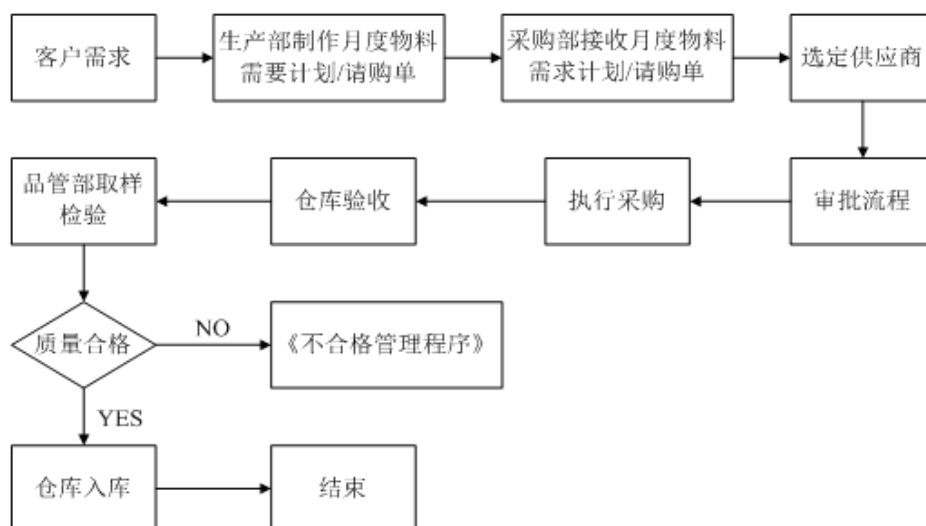 客户需求
生产部制作月度物料
需要计划/请购单
采购部接收月度物料
需求计划/请购单
选定供应商
审批流程
执行采购
仓库验收
品管部取样
检验
质量合格
NO
《不合格管理程序》
YES
仓库入库
结束